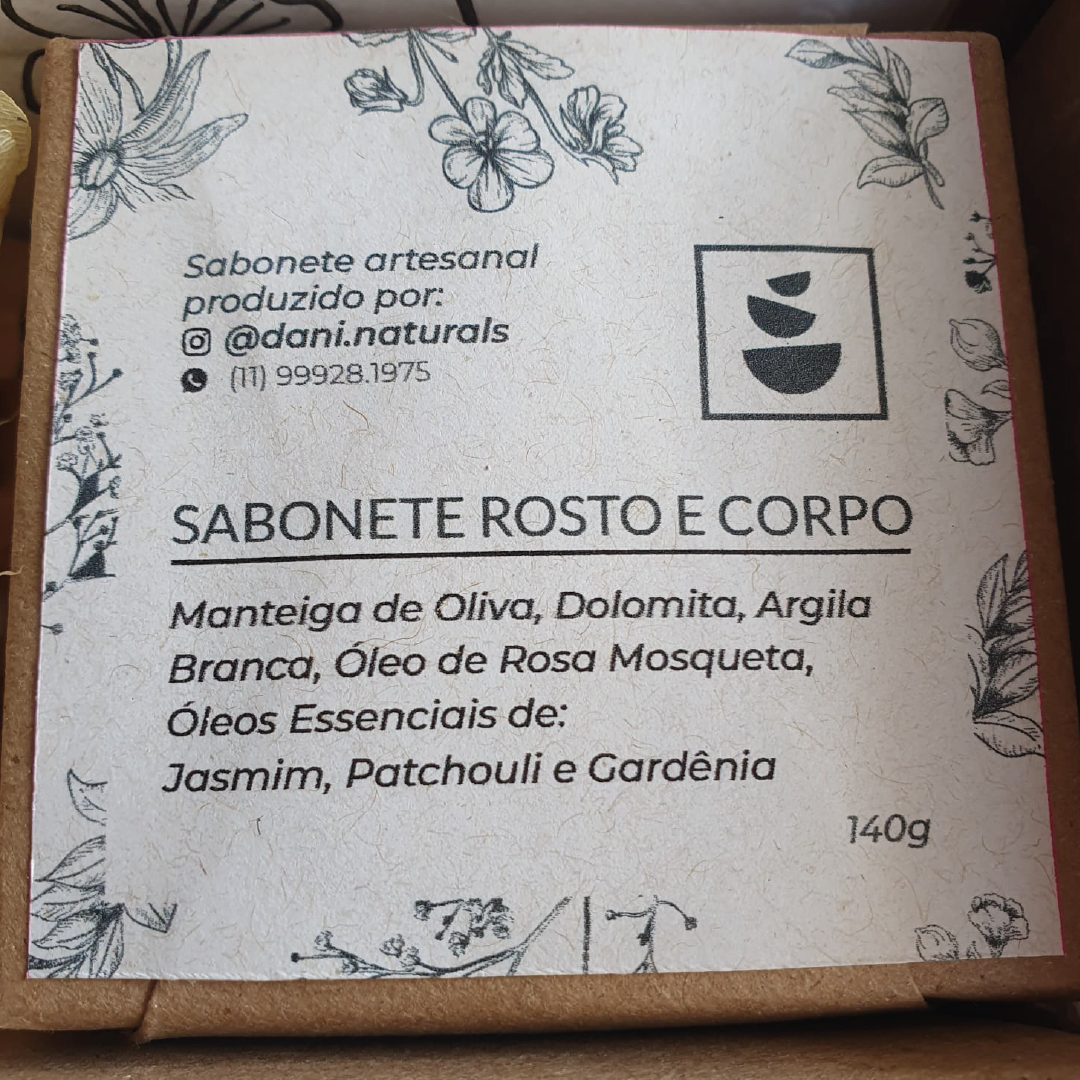 Sabonete artesanal
produzido por:
@dani.naturals
(11) 99928.1975
SABONETE ROSTO E CORPO
Manteiga de Oliva, Dolomita, Argila
Branca, Óleo de Rosa Mosqueta,
Óleos Essenciais de:
Jasmim, Patchouli e Gardênia
140g